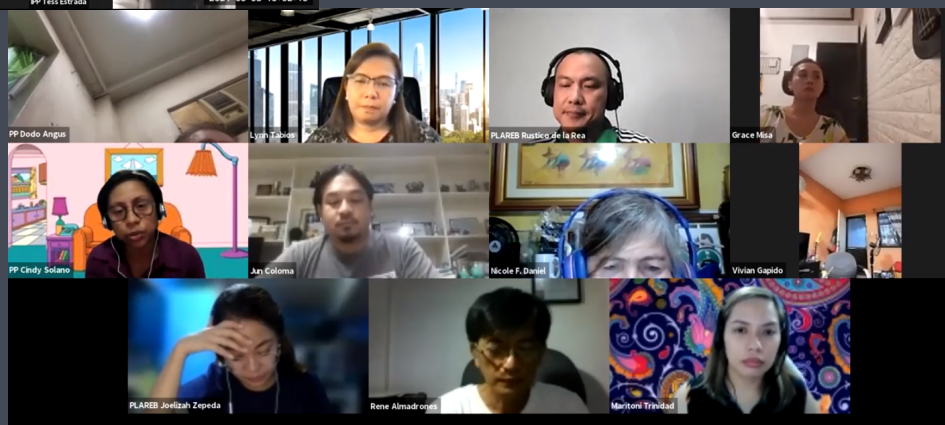 IPP Tess Estrada
PP Dodo Angus
Lynn Tabios
PLAREB Rustico de la Rea
Grace Misa
PP Cindy Solano
Jun Coloma
Nicole F. Daniel
Vivian Gapido
PLAREB Joelizah Zepeda
Rene Almadrones
Maritoni Trinidad